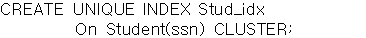 CREATE UNIQUE INDEX Stud_idx
On Student(ssn) CLUSTER;